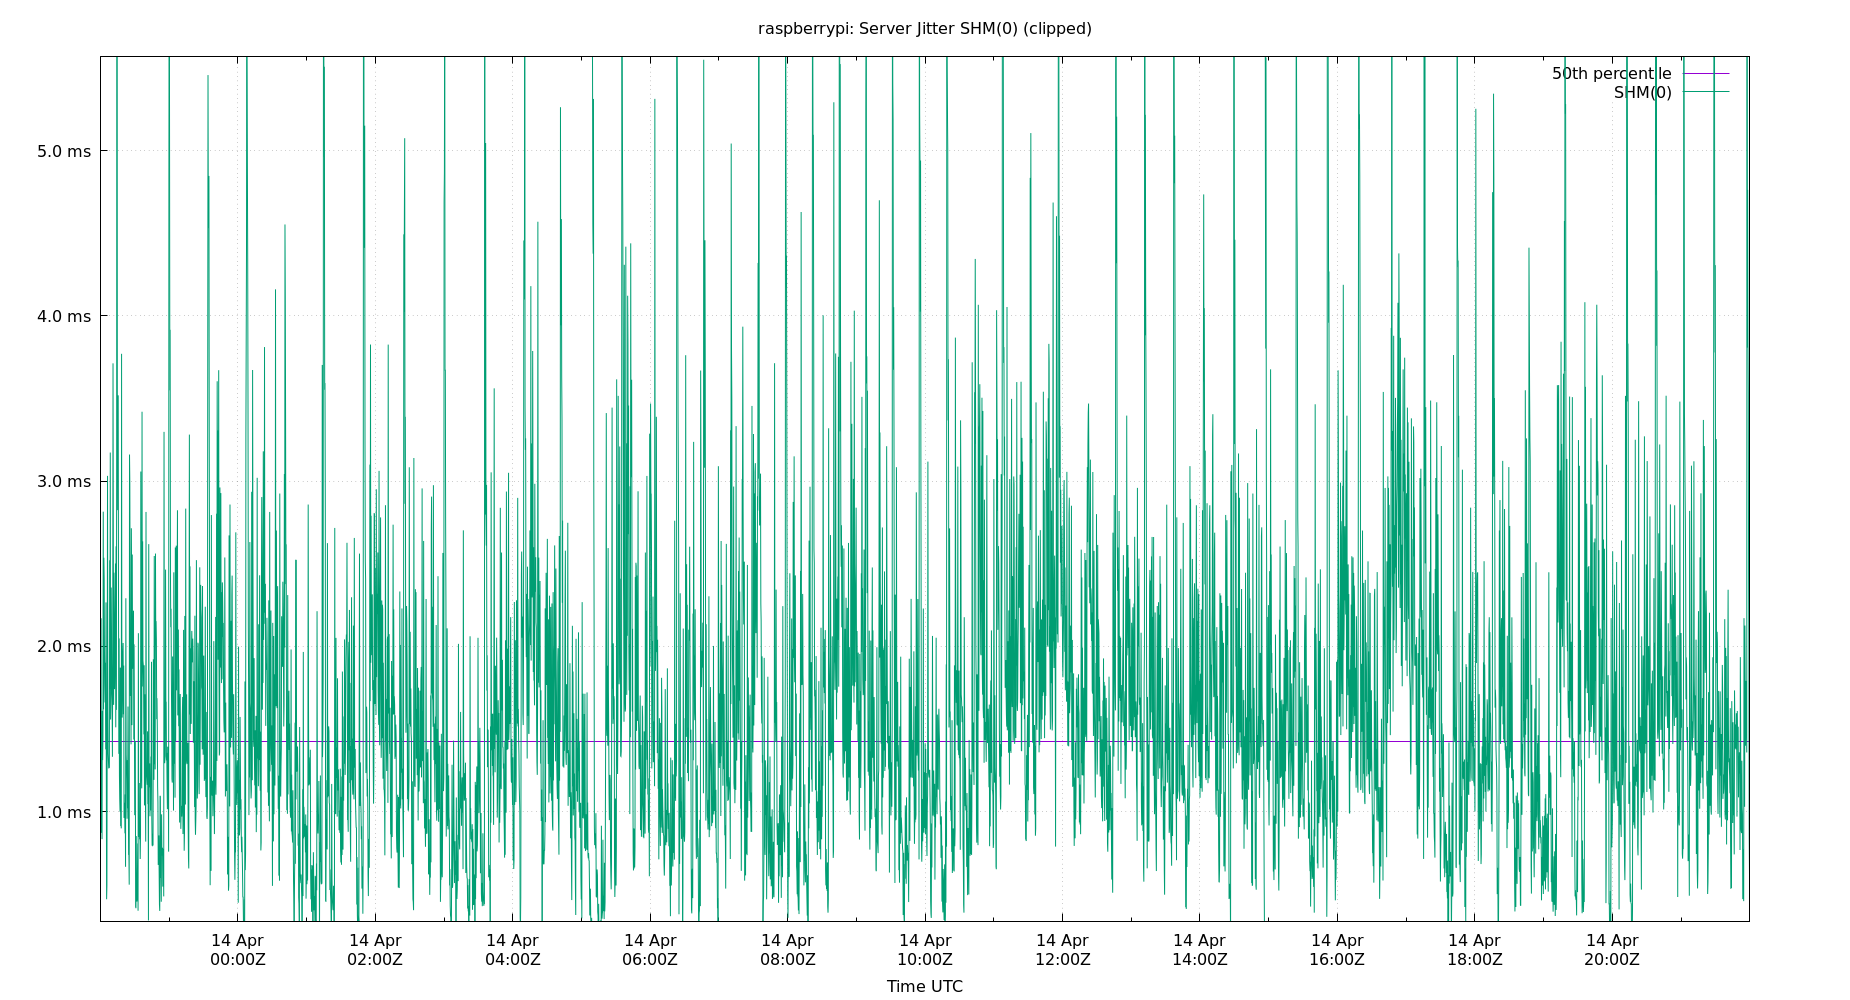 raspberrypi: Server Jitter SHM(0) (clipped)
50th percentile
SHM(0)
5.0 ms
4.0 ms
3.0 ms
2.0 ms
1.0 ms
14 Apr 14 Apr 14 Apr 14 Apr 14 Apr 14 Apr 14 Apr 14 Apr 14 Apr 14 Apr 14 Apr
00:00Z 02:00Z 04:00Z 06:00Z 08:00Z 10:00Z 12:00Z 14:00Z 16:00Z 18:00Z 20:00Z
Time UTC